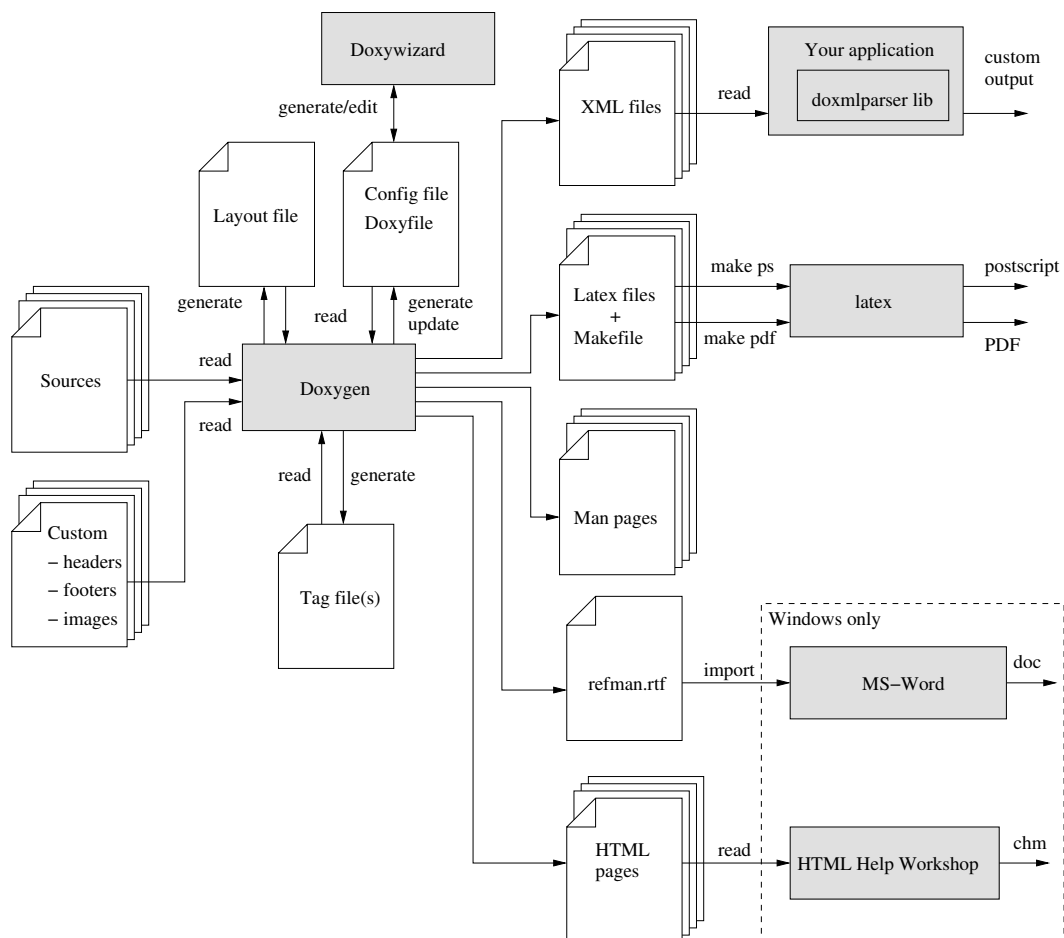 Doxywizard
generate/edit
Layout file
Config file
Doxyfile
generate
read
generate
update
Sources
read
Doxygen
read
Custom
– headers
– footers
– images
read
generate
Tag file(s)
XML files
read
Your application
doxmlparser lib
custom
output
Latex files
+
Makefile
make ps
make pdf
latex
postscript
PDF
Man pages
refman.rtf
import
Windows only
MS–Word
doc
HTML
pages
read
HTML Help Workshop
chm